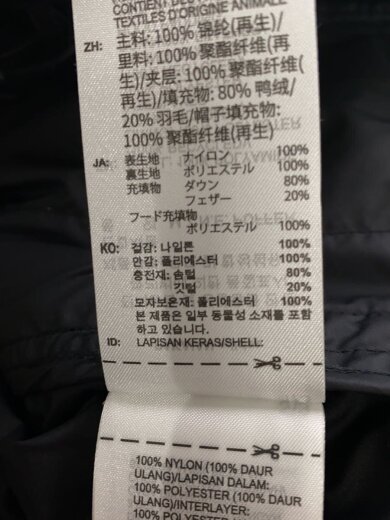 TEXTILES D'ORIGINE ANIMALE
ZH: 主料: 100% 锦纶(再生)/
里料: 100% 聚酯纤维(再
生)/夹层: 100% 聚酯纤维(
再生)/填充物: 80% 鸭绒/
20% 羽毛/帽子填充物:
100% 聚酯纤维(再生)
JA: 表生地 ナイロン 100%
裏生地 ポリエステル 100%
充填物 ダウン 80%
フェザー 20%
フード充填物
ポリエステル 100%
KO: 겉감: 나일론 100%
안감: 폴리에스터 100%
충전재: 솜털 80%
깃털 20%
모자보온재: 폴리에스터 100%
본 제품은 일부 동물성 소재를 포함
하고 있습니다.
ID: LAPISAN KERAS/SHELL:
100% NYLON (100% DAUR
ULANG)/LAPISAN DALAM:
100% POLYESTER (100% DAUR
ULANG)/INTERLAYER:
100% POLYESTER (100% DAUR